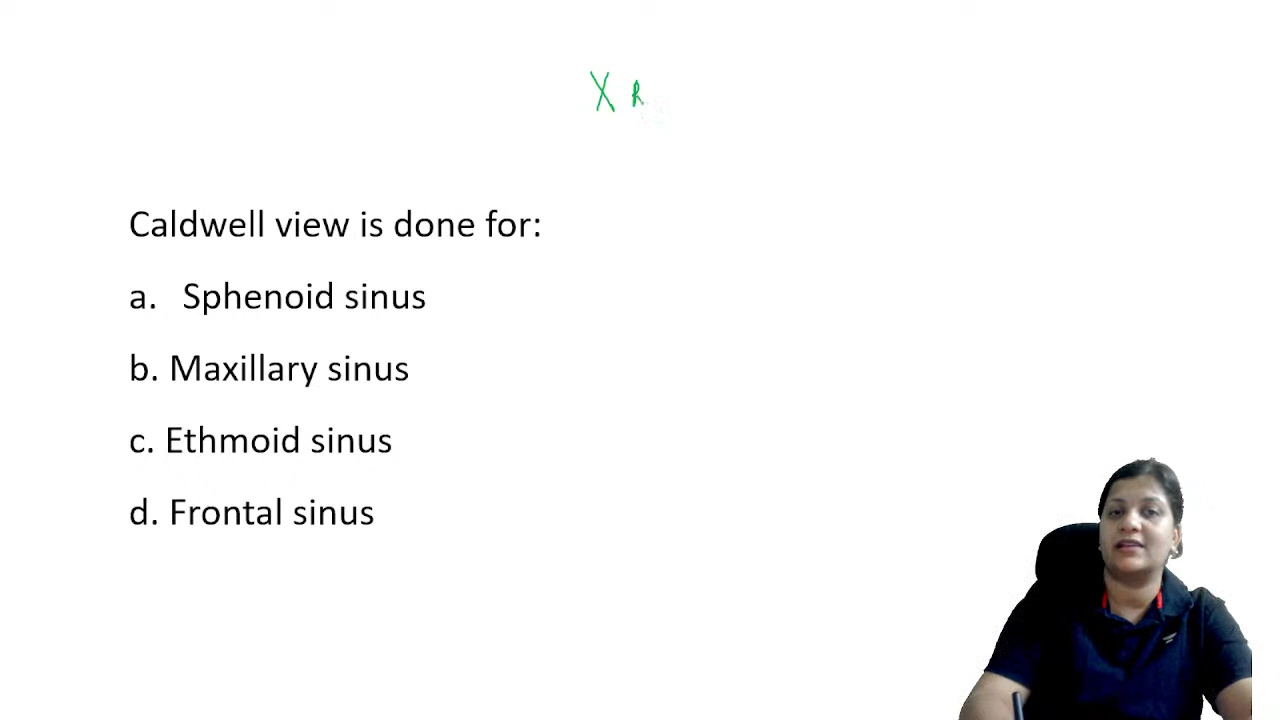 X R
Caldwell view is done for:
a. Sphenoid sinus
b. Maxillary sinus
c. Ethmoid sinus
d. Frontal sinus